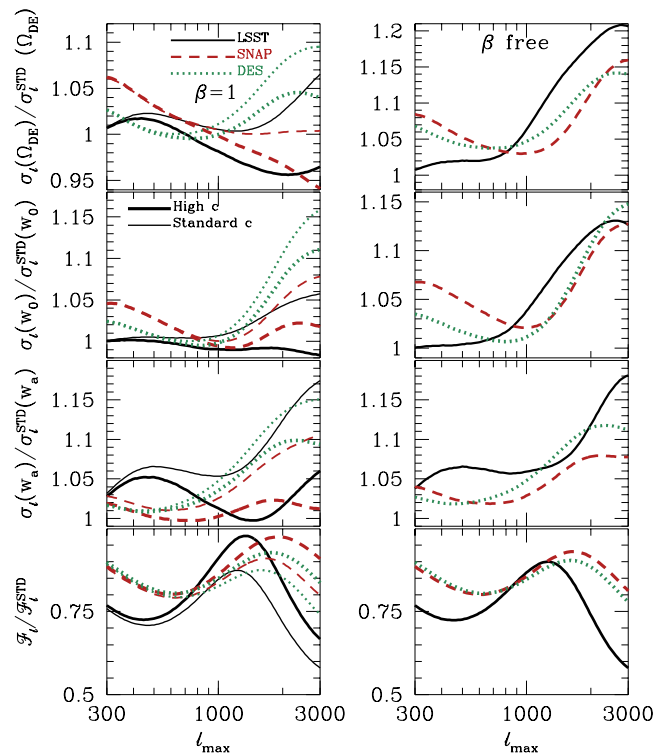 σ_l(Ω_DE)/σ_l^STD (Ω_DE)
1.1
1.05
1
0.95
LSST
SNAP
DES
β=1
1.2
1.15
1.1
1.05
1
β free
σ_l(w_0)/σ_l^STD(w_0)
1.15
1.1
1.05
1
High c
Standard c
1.15
1.1
1.05
1
σ_l(w_a)/σ_l^STD(w_a)
1.15
1.1
1.05
1
1.15
1.1
1.05
1
ℱ_l/ℱ_l^STD
0.75
0.5
0.75
0.5
300
1000
3000
300
1000
3000
l_max
l_max